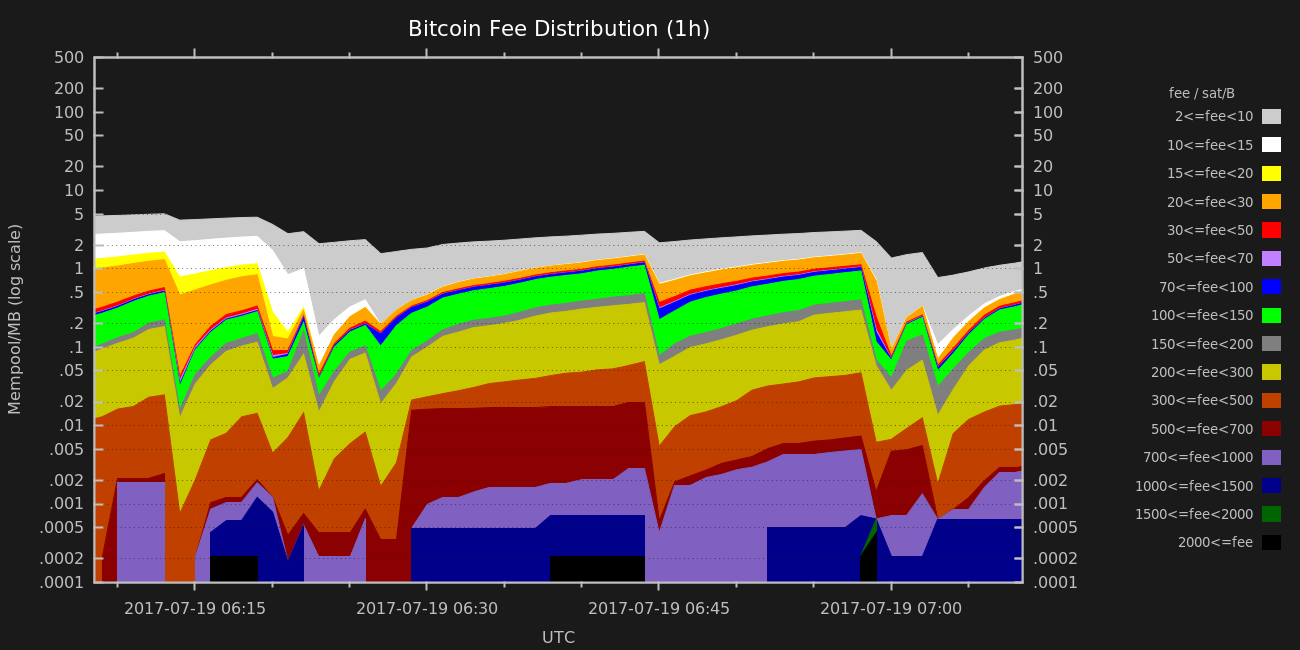 Bitcoin Fee Distribution (1h)
Mempool/MB (log scale)
500
200
100
50
20
10
5
2
1
.5
.2
.1
.05
.02
.01
.005
.002
.001
.0005
.0002
.0001
500
200
100
50
20
10
5
2
1
.5
.2
.1
.05
.02
.01
.005
.002
.001
.0005
.0002
.0001
fee / sat/B
2<=fee<10
10<=fee<15
15<=fee<20
20<=fee<30
30<=fee<50
50<=fee<70
70<=fee<100
100<=fee<150
150<=fee<200
200<=fee<300
300<=fee<500
500<=fee<700
700<=fee<1000
1000<=fee<1500
1500<=fee<2000
2000<=fee
2017-07-19 06:15
2017-07-19 06:30
2017-07-19 06:45
2017-07-19 07:00
UTC